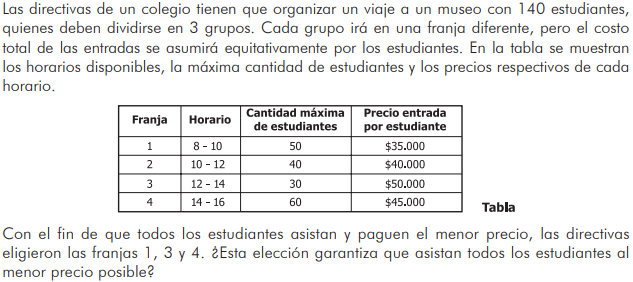 Las directivas de un colegio tienen que organizar un viaje a un museo con 140 estudiantes,
quienes deben dividirse en 3 grupos. Cada grupo irá en una franja diferente, pero el costo
total de las entradas se asumirá equitativamente por los estudiantes. En la tabla se muestran
los horarios disponibles, la máxima cantidad de estudiantes y los precios respectivos de cada
horario.
Franja Horario Cantidad máxima de estudiantes Precio entrada por estudiante
1 8 – 10 50 $35.000
2 10 – 12 40 $40.000
3 12 – 14 30 $50.000
4 14 – 16 60 $45.000
Tabla
Con el fin de que todos los estudiantes asistan y paguen el menor precio, las directivas
eligieron las franjas 1, 3 y 4. ¿Esta elección garantiza que asistan todos los estudiantes al
menor precio posible?